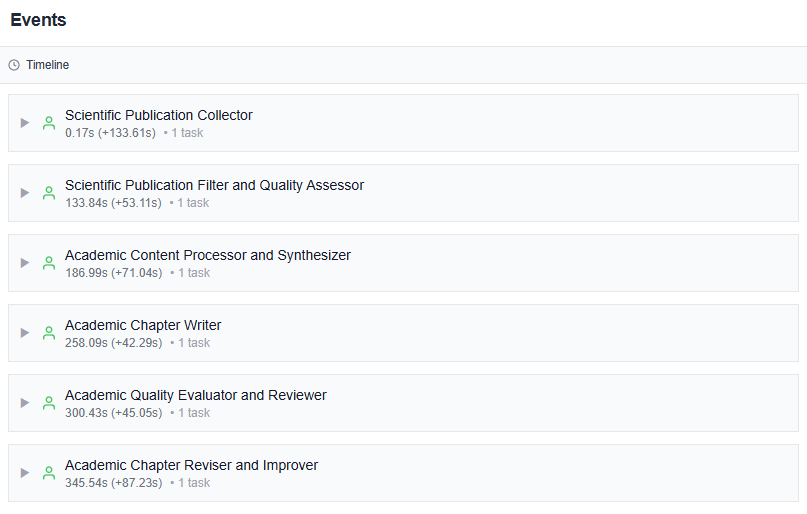 Events
Timeline
Scientific Publication Collector
0.17s (+133.61s) • 1 task
Scientific Publication Filter and Quality Assessor
133.84s (+53.11s) • 1 task
Academic Content Processor and Synthesizer
186.99s (+71.04s) • 1 task
Academic Chapter Writer
258.09s (+42.29s) • 1 task
Academic Quality Evaluator and Reviewer
300.43s (+45.05s) • 1 task
Academic Chapter Reviser and Improver
345.54s (+87.23s) • 1 task